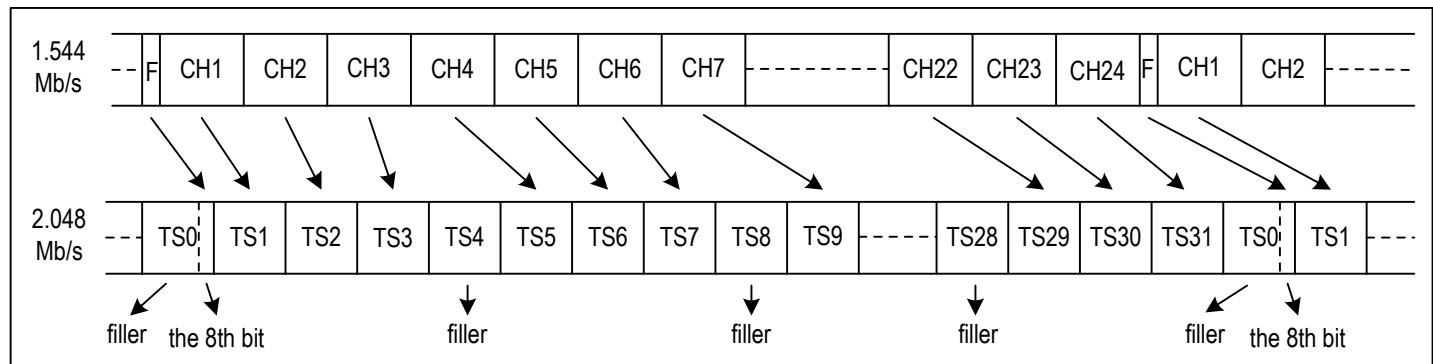 1.544 Mb/s
F CH1 CH2 CH3 CH4 CH5 CH6 CH7 CH22 CH23 CH24 F CH1 CH2
2.048 Mb/s
TS0 TS1 TS2 TS3 TS4 TS5 TS6 TS7 TS8 TS9 TS28 TS29 TS30 TS31 TS0 TS1
filler the 8th bit filler filler filler filler the 8th bit